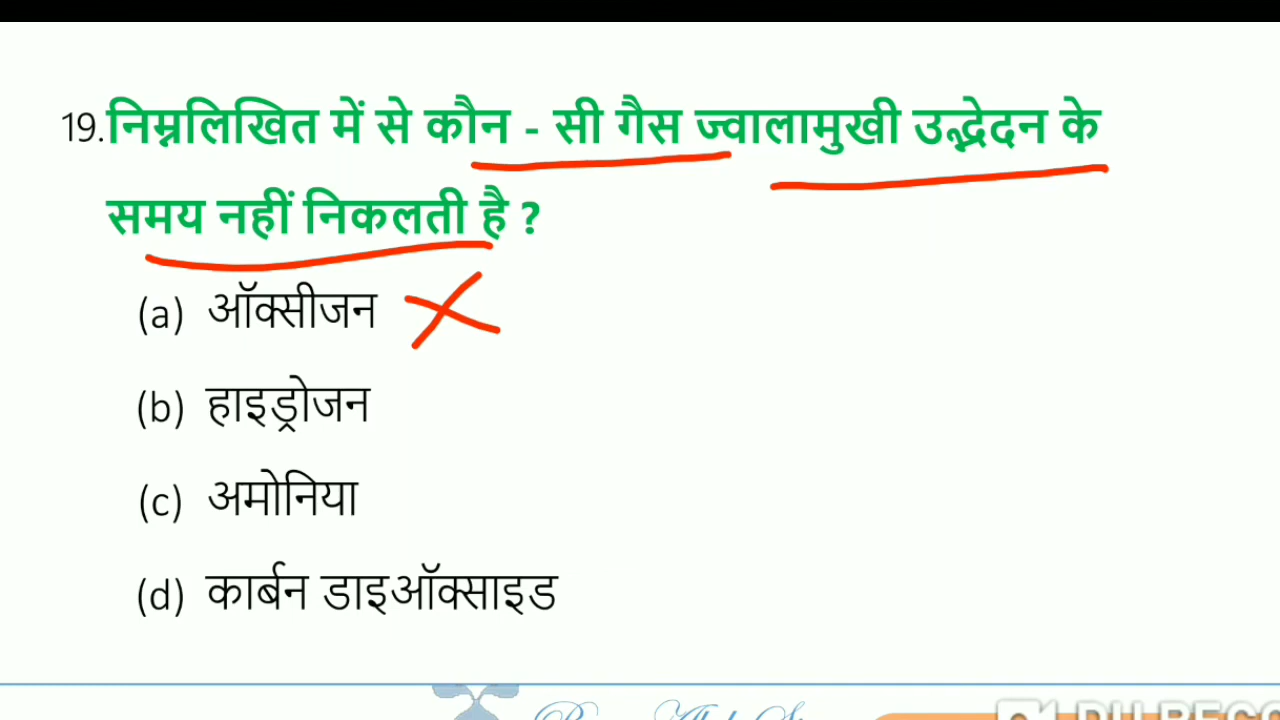 19.निम्नलिखित में से कौन - सी गैस ज्वालामुखी उद्भेदन के
समय नहीं निकलती है ?
(a) ऑक्सीजन
(b) हाइड्रोजन
(c) अमोनिया
(d) कार्बन डाइऑक्साइड